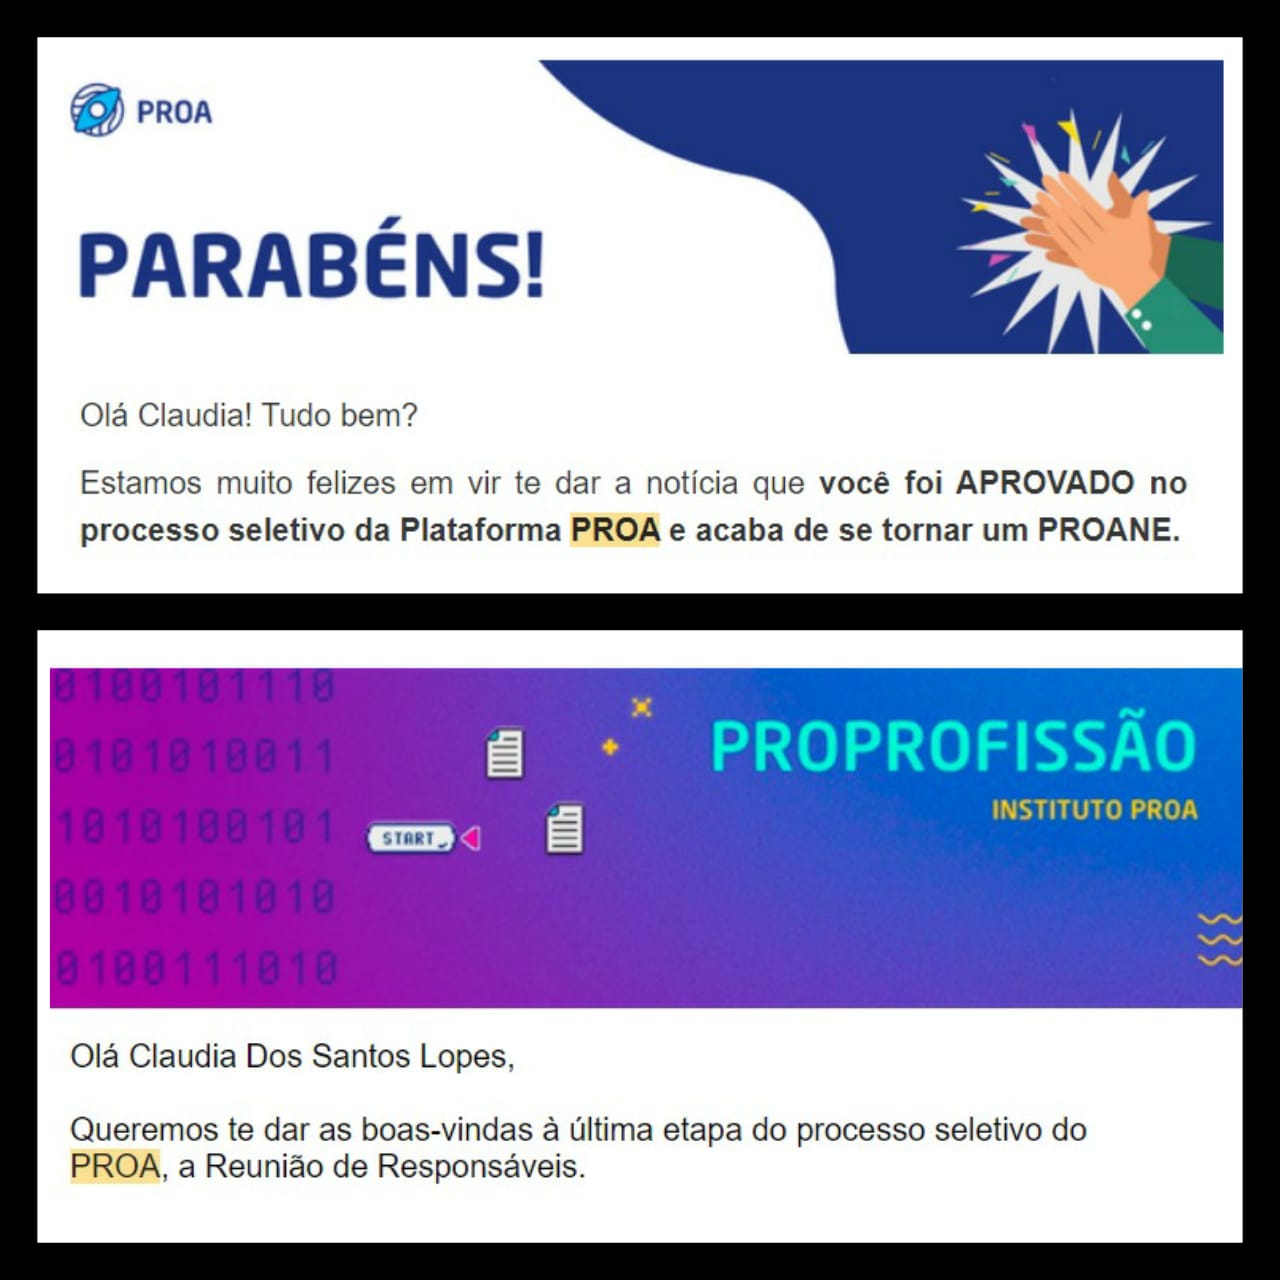 PROA
PARABÉNS!
Olá Claudia! Tudo bem?
Estamos muito felizes em vir te dar a notícia que você foi APROVADO no
processo seletivo da Plataforma PROA e acaba de se tornar um PROANE.
0100101110
0101010011
1010100101
0010101010
0100111010
START
PROPROFISSÃO
INSTITUTO PROA
Olá Claudia Dos Santos Lopes,
Queremos te dar as boas-vindas à última etapa do processo seletivo do
PROA, a Reunião de Responsáveis.